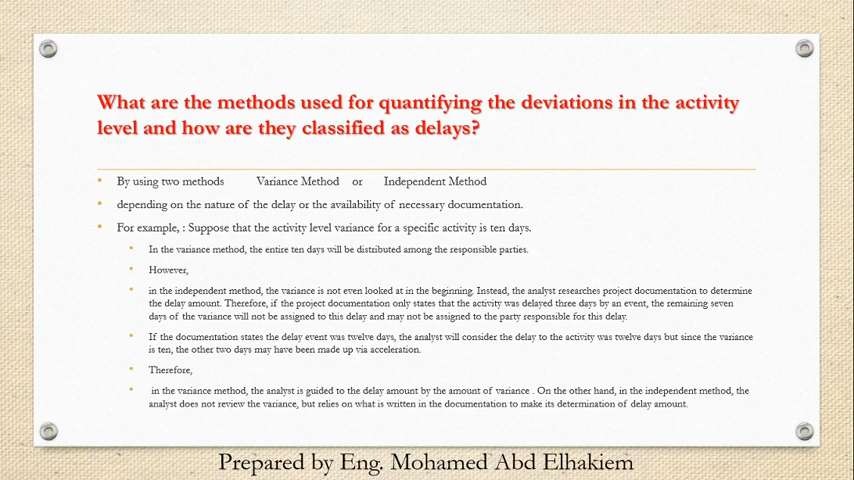 What are the methods used for quantifying the deviations in the activity
level and how are they classified as delays?
By using two methods Variance Method or Independent Method
depending on the nature of the delay or the availability of necessary documentation.
For example, : Suppose that the activity level variance for a specific activity is ten days.
In the variance method, the entire ten days will be distributed among the responsible parties.
However,
in the independent method, the variance is not even looked at in the beginning. Instead, the analyst researches project documentation to determine
the delay amount. Therefore, if the project documentation only states that the activity was delayed three days by an event, the remaining seven
days of the variance will not be assigned to this delay and may not be assigned to the party responsible for this delay.
If the documentation states the delay event was twelve days, the analyst will consider the delay to the activity was twelve days but since the variance
is ten, the other two days may have been made up via acceleration.
Therefore,
in the variance method, the analyst is guided to the delay amount by the amount of variance . On the other hand, in the independent method, the
analyst does not review the variance, but relies on what is written in the documentation to make its determination of delay amount.
Prepared by Eng. Mohamed Abd Elhakiem